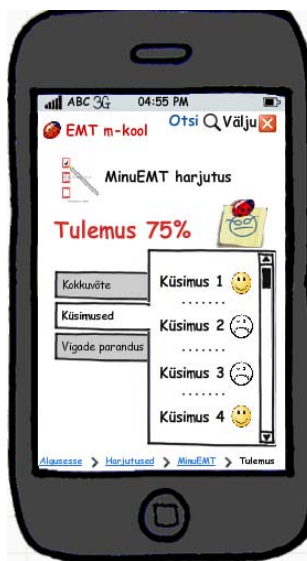 ABC 3G 04:55 PM
EMT m-kool Otsi Välju
MinuEMT harjutus
Tulemus 75%
Kokkuvõte
Küsimused
Vigade parandus
Küsimus 1
.......
Küsimus 2
.......
Küsimus 3
.......
Küsimus 4
Algusesse > Harjutused > MinuEMT > Tulemus